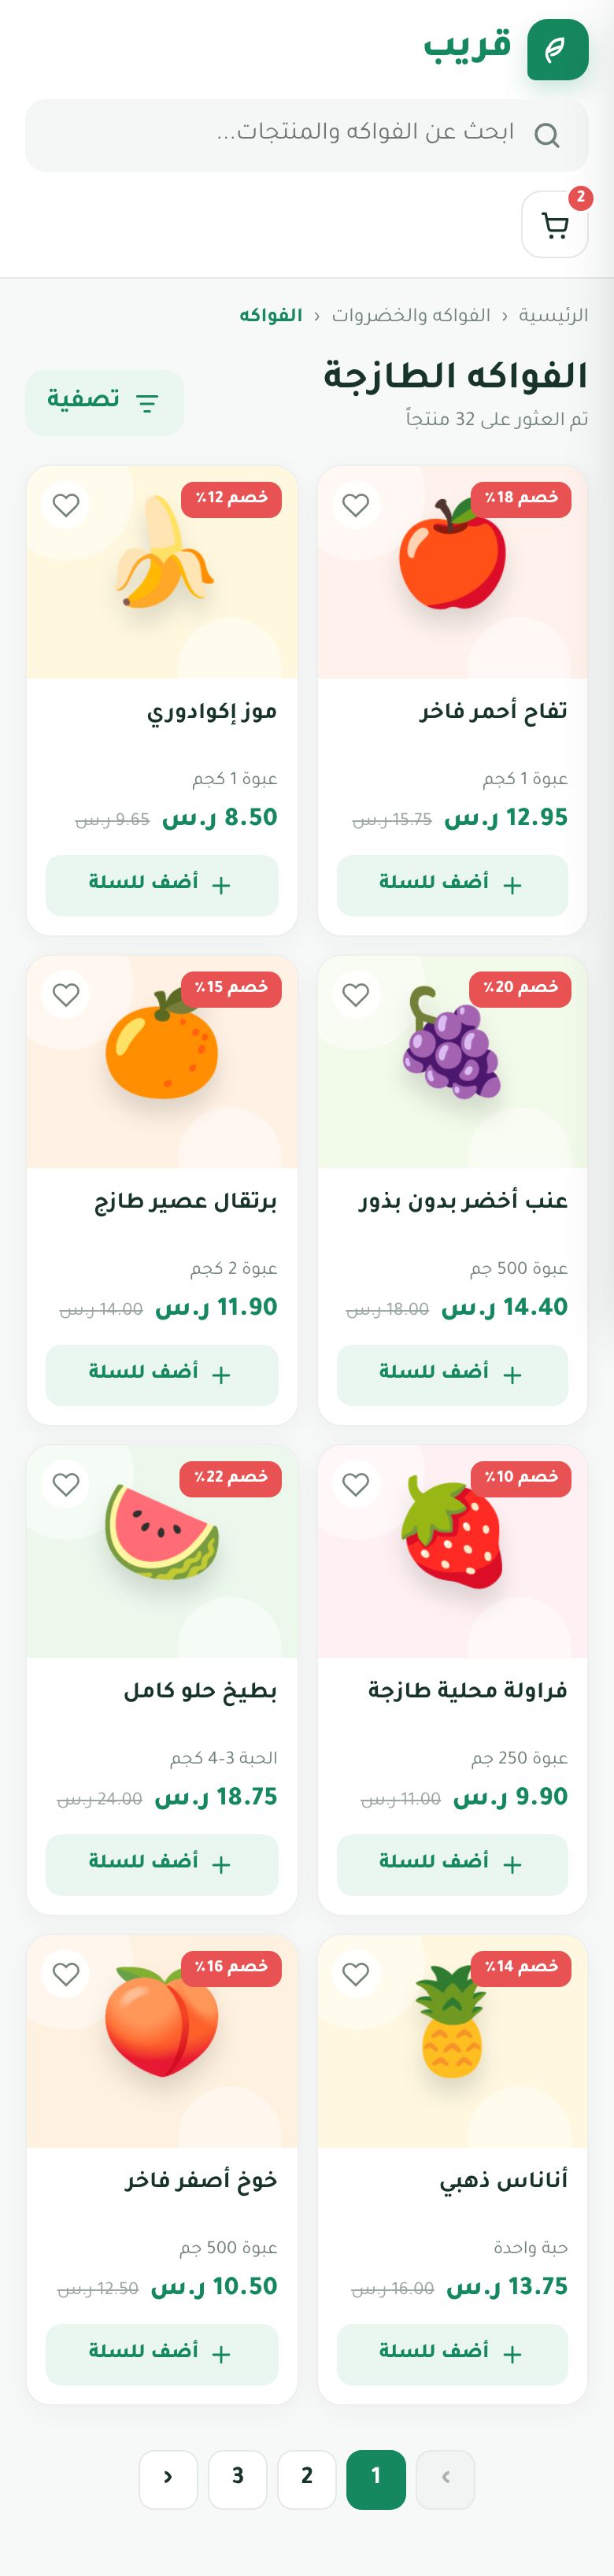 قريب
ابحث عن الفواكه والمنتجات...
2
الرئيسية ‹ الفواكه والخضروات ‹ الفواكه
الفواكه الطازجة
تم العثور على 32 منتجاً
تصفية
خصم 18٪
تفاح أحمر فاخر
عبوة 1 كجم
12.95 ر.س 15.75 ر.س
أضف للسلة
خصم 12٪
موز إكوادوري
عبوة 1 كجم
8.50 ر.س 9.65 ر.س
أضف للسلة
خصم 20٪
عنب أخضر بدون بذور
عبوة 500 جم
14.40 ر.س 18.00 ر.س
أضف للسلة
خصم 15٪
برتقال عصير طازج
عبوة 2 كجم
11.90 ر.س 14.00 ر.س
أضف للسلة
خصم 10٪
فراولة محلية طازجة
عبوة 250 جم
9.90 ر.س 11.00 ر.س
أضف للسلة
خصم 22٪
بطيخ حلو كامل
الحبة 3–4 كجم
18.75 ر.س 24.00 ر.س
أضف للسلة
خصم 14٪
أناناس ذهبي
حبة واحدة
13.75 ر.س 16.00 ر.س
أضف للسلة
خصم 16٪
خوخ أصفر فاخر
عبوة 500 جم
10.50 ر.س 12.50 ر.س
أضف للسلة
› 1 2 3 ‹